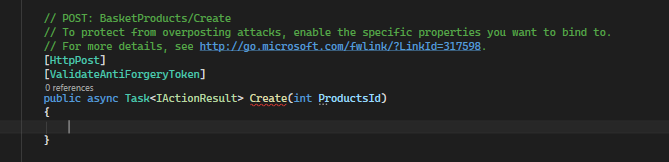 // POST: BasketProducts/Create
// To protect from overposting attacks, enable the specific properties you want to bind to.
// For more details, see http://go.microsoft.com/fwlink/?LinkId=317598.
[HttpPost]
[ValidateAntiForgeryToken]
0 references
public async Task<IActionResult> Create(int ProductsId)
{
}